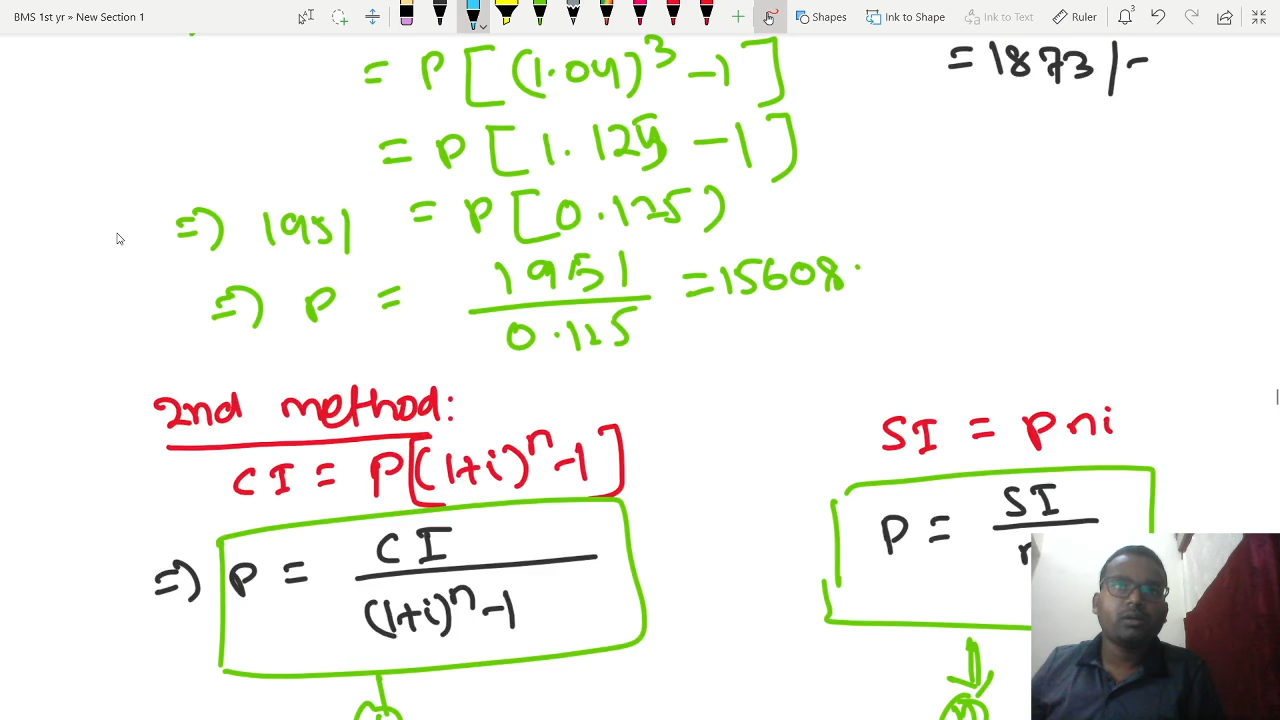 BMS 1st yr » New Section 1
Shapes Ink to Shape Ink to Text Ruler
= P[(1.04)^3 -1]
= 1873/-
= P[1.125 -1]
=> 1951 = P[0.125)
=> P = 1951/0.125 = 15608.
2nd method:
CI = P[(1+i)^n -1]
SI = pni
=> P = CI/(1+i)^n -1
P = SI